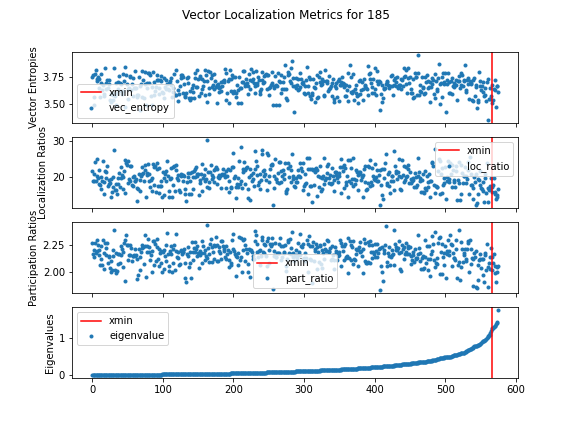 Vector Localization Metrics for 185
Vector Entropies
3.75
3.50
xmin
vec_entropy
Localization Ratios
30
20
xmin
loc_ratio
Participation Ratios
2.25
2.00
xmin
part_ratio
Eigenvalues
1
0
xmin
eigenvalue
0 100 200 300 400 500 600